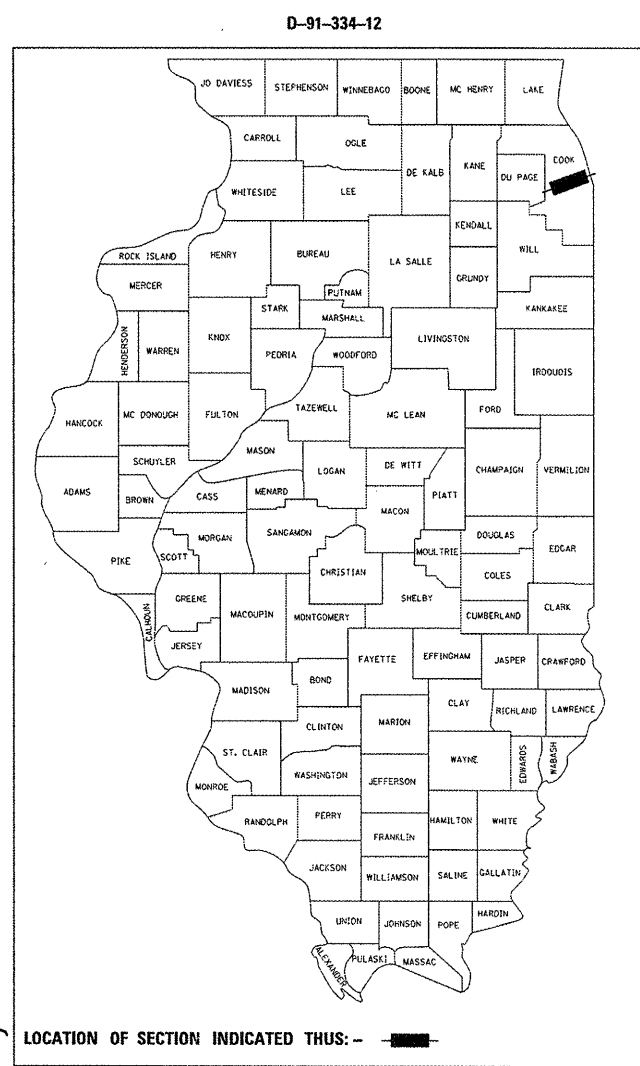 D-91-334-12
JO DAVIESS STEPHENSON WINNEBAGO BOONE MC HENRY LAKE
CARROLL OGLE DE KALB KANE COOK
DU PAGE
WHITESIDE LEE
KENDALL
ROCK ISLAND HENRY BUREAU LA SALLE WILL
MERCER PUTNAM GRUNDY
STARK MARSHALL KANKAKEE
HENDERSON WARREN KNOX PEORIA WOODFORD LIVINGSTON
IROQUOIS
HANCOCK MC DONOUGH FULTON TAZEWELL MC LEAN FORD
MASON
SCHUYLER LOGAN DE WITT CHAMPAIGN VERMILION
ADAMS BROWN CASS MENARD PIATT
MACON
MORGAN SANGAMON DOUGLAS
PIKE SCOTT CHRISTIAN MOULTRIE EDGAR
COLES
GREENE SHELBY
CALHOUN MACOUPIN MONTGOMERY CUMBERLAND CLARK
JERSEY
FAYETTE EFFINGHAM JASPER CRAWFORD
MADISON BOND
CLAY RICHLAND LAWRENCE
CLINTON MARION
ST. CLAIR WAYNE EDWARDS WABASH
WASHINGTON JEFFERSON
MONROE
RANDOLPH PERRY HAMILTON WHITE
FRANKLIN
JACKSON WILLIAMSON SALINE GALLATIN
UNION JOHNSON POPE HARDIN
ALEXANDER PULASKI MASSAC
LOCATION OF SECTION INDICATED THUS: -